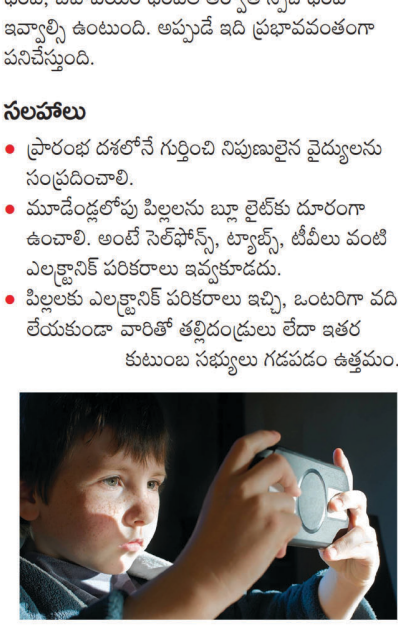 ఇవ్వాల్సి ఉంటుంది. అప్పుడే ఇది ప్రభావవంతంగా
పనిచేస్తుంది.
సలహాలు
• ప్రారంభ దశలోనే గుర్తించి నిపుణులైన వైద్యులను
సంప్రదించాలి.
• మూడేండ్లలోపు పిల్లలను బ్లూ లైట్‌కు దూరంగా
ఉంచాలి. అంటే సెల్‌ఫోన్స్, ట్యాబ్స్, టీవీలు వంటి
ఎలక్ట్రానిక్ పరికరాలు ఇవ్వకూడదు.
• పిల్లలకు ఎలక్ట్రానిక్ పరికరాలు ఇచ్చి, ఒంటరిగా వది
లేయకుండా వారితో తల్లిదండ్రులు లేదా ఇతర
కుటుంబ సభ్యులు గడపడం ఉత్తమం.